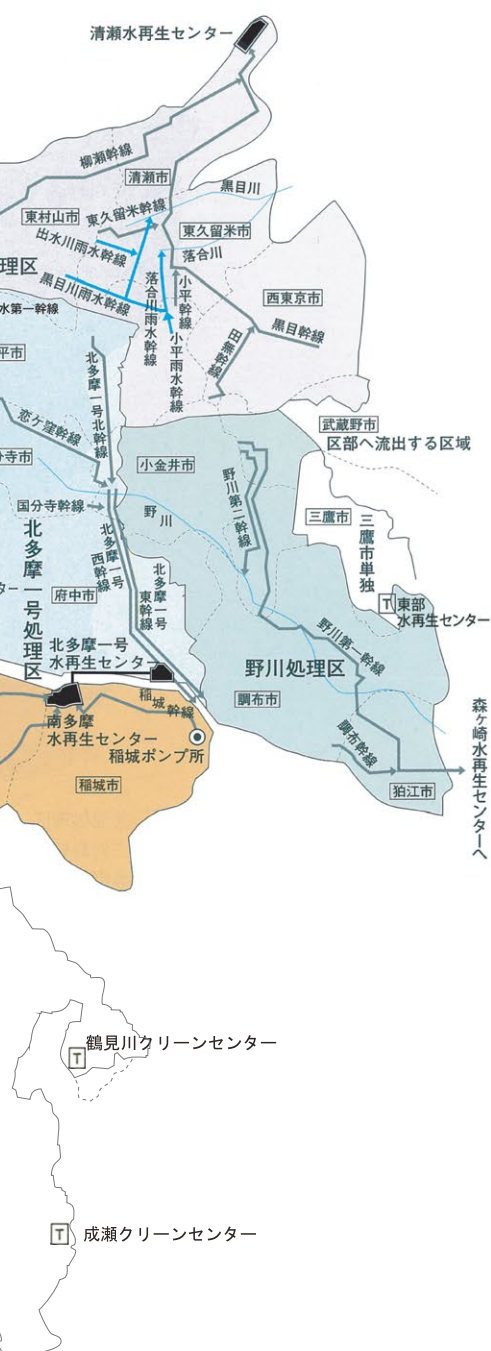 清瀬水再生センター
柳瀬幹線
清瀬市
黒目川
東村山市
東久留米幹線
出水川雨水幹線
東久留米市
落合川
理区
黒目川雨水幹線
水第一幹線
落合川雨水幹線
小平幹線
小平雨水幹線
西東京市
黒目幹線
田無幹線
平市
北多摩一号北幹線
恋ケ窪幹線
武蔵野市
区部へ流出する区域
分寺市
小金井市
野川第二幹線
国分寺幹線
野川
三鷹市
三鷹市単独
北多摩一号処理区
北多摩一号
西幹線
北多摩一号
東幹線
ター
府中市
東部
水再生センター
野川第一幹線
北多摩一号
水再生センター
野川処理区
調布市
稲城幹線
南多摩
水再生センター
稲城ポンプ所
調布幹線
森ヶ崎水再生センターへ
稲城市
狛江市
T
鶴見川クリーンセンター
T
成瀬クリーンセンター
T